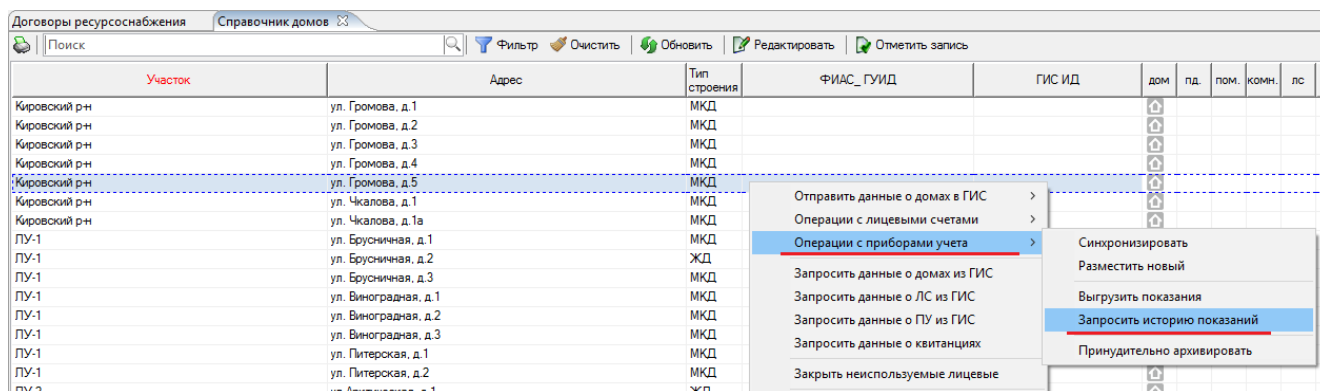 Договоры ресурсоснабжения Справочник домов
Поиск Фильтр Очистить Обновить Редактировать Отметить запись
Участок Адрес Тип строения ФИАС_ГУИД ГИС ИД дом пд. пом. комн. лс
Кировский р-н ул. Громова, д.1 МКД
Кировский р-н ул. Громова, д.2 МКД
Кировский р-н ул. Громова, д.3 МКД
Кировский р-н ул. Громова, д.4 МКД
Кировский р-н ул. Громова, д.5 МКД
Кировский р-н ул. Чкалова, д.1 МКД
Кировский р-н ул. Чкалова, д.1а МКД
ЛУ-1 ул. Брусничная, д.1 МКД
ЛУ-1 ул. Брусничная, д.2 ЖД
ЛУ-1 ул. Брусничная, д.3 МКД
ЛУ-1 ул. Виноградная, д.1 МКД
ЛУ-1 ул. Виноградная, д.2 МКД
ЛУ-1 ул. Виноградная, д.3 МКД
ЛУ-1 ул. Питерская, д.1 МКД
ЛУ-1 ул. Питерская, д.2 МКД
Отправить данные о домах в ГИС
Операции с лицевыми счетами
Операции с приборами учета
Запросить данные о домах из ГИС
Запросить данные о ЛС из ГИС
Запросить данные о ПУ из ГИС
Запросить данные о квитанциях
Закрыть неиспользуемые лицевые
Синхронизировать
Разместить новый
Выгрузить показания
Запросить историю показаний
Принудительно архивировать